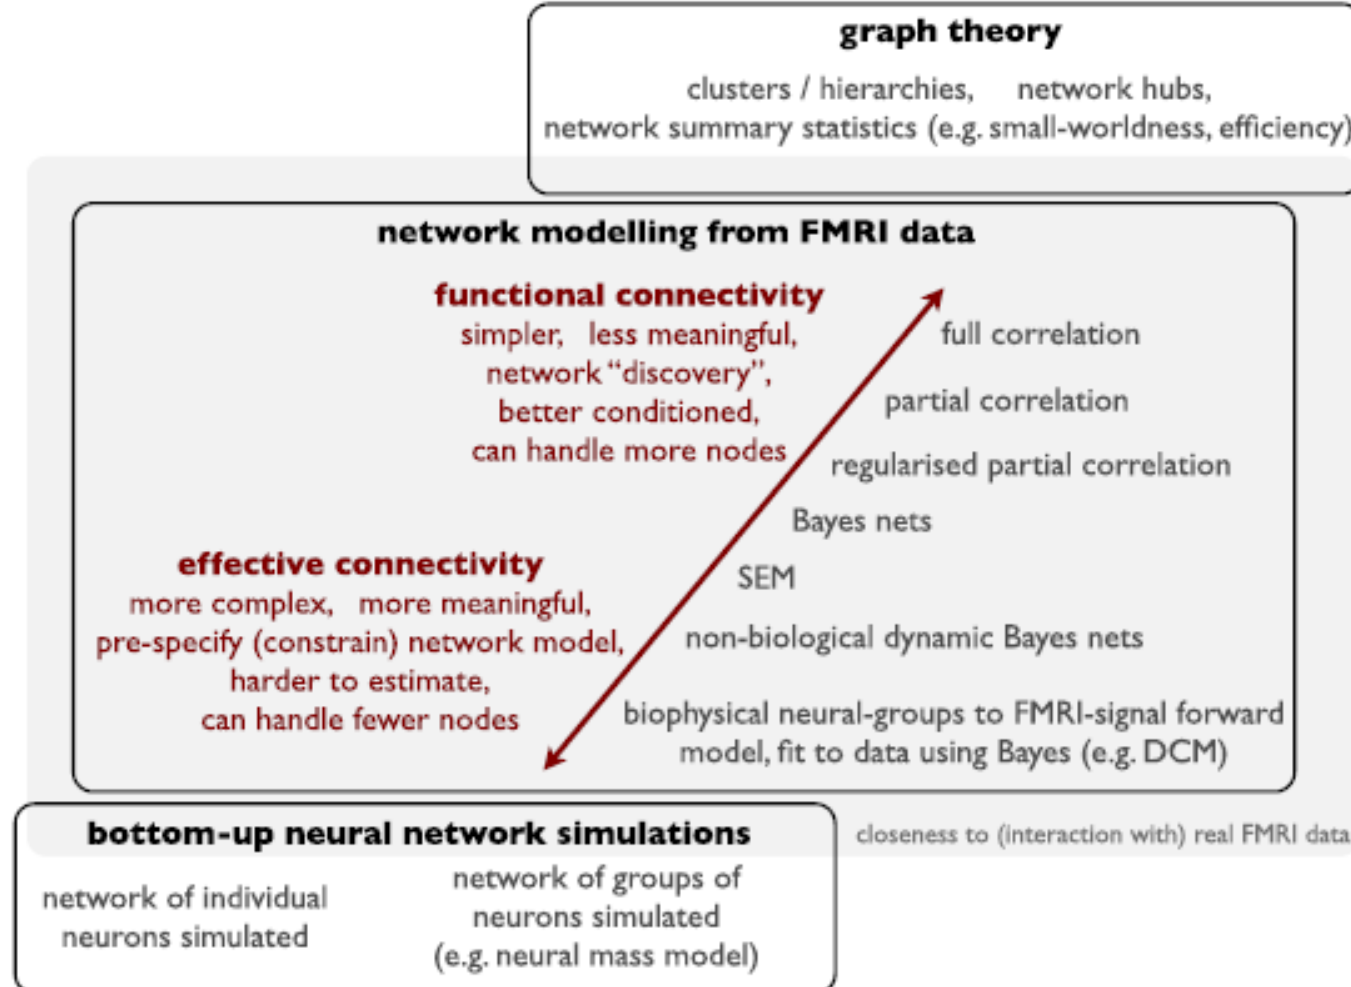 graph theory
clusters / hierarchies, network hubs,
network summary statistics (e.g. small-worldness, efficiency)
network modelling from FMRI data
functional connectivity
simpler, less meaningful,
network “discovery”,
better conditioned,
can handle more nodes
full correlation
partial correlation
regularised partial correlation
Bayes nets
SEM
non-biological dynamic Bayes nets
biophysical neural-groups to FMRI-signal forward
model, fit to data using Bayes (e.g. DCM)
effective connectivity
more complex, more meaningful,
pre-specify (constrain) network model,
harder to estimate,
can handle fewer nodes
bottom-up neural network simulations
closeness to (interaction with) real FMRI data
network of individual
neurons simulated
network of groups of
neurons simulated
(e.g. neural mass model)